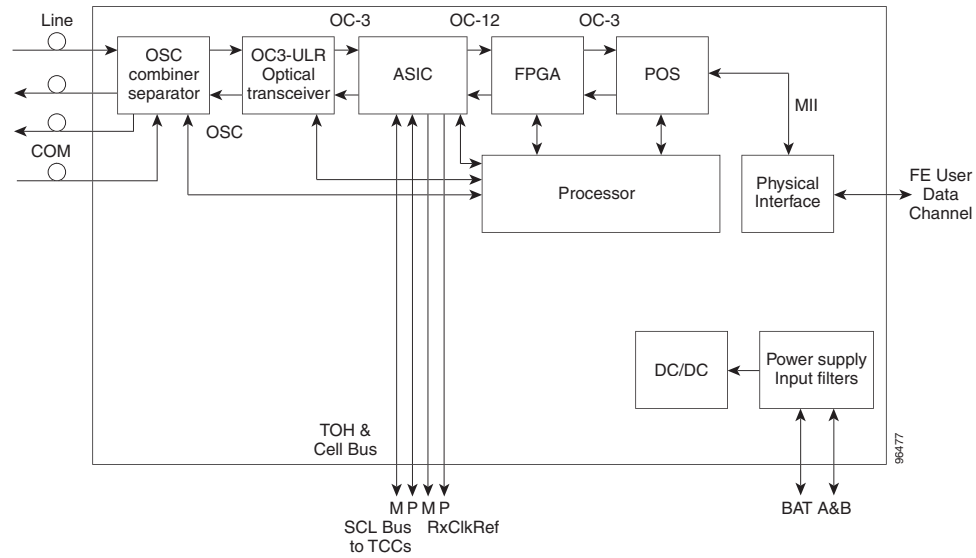 Line
OC-3
OC-12
OC-3
OSC
combiner
separator
OC3-ULR
Optical
transceiver
ASIC
FPGA
POS
MII
OSC
COM
Processor
Physical
Interface
FE User
Data
Channel
DC/DC
Power supply
Input filters
TOH &
Cell Bus
96477
M P M P
BAT A&B
SCL Bus
to TCCs
RxClkRef